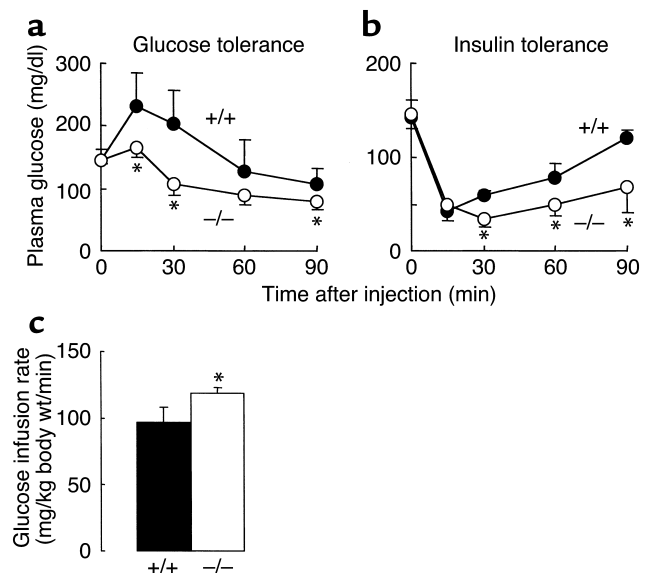 a
Glucose tolerance
Plasma glucose (mg/dl)
300
200
100
0
+/+
–/–
*
*
*
0 30 60 90
b
Insulin tolerance
200
100
0
+/+
–/–
*
*
*
0 30 60 90
Time after injection (min)
c
Glucose infusion rate
(mg/kg body wt/min)
150
100
50
0
*
+/+ –/–